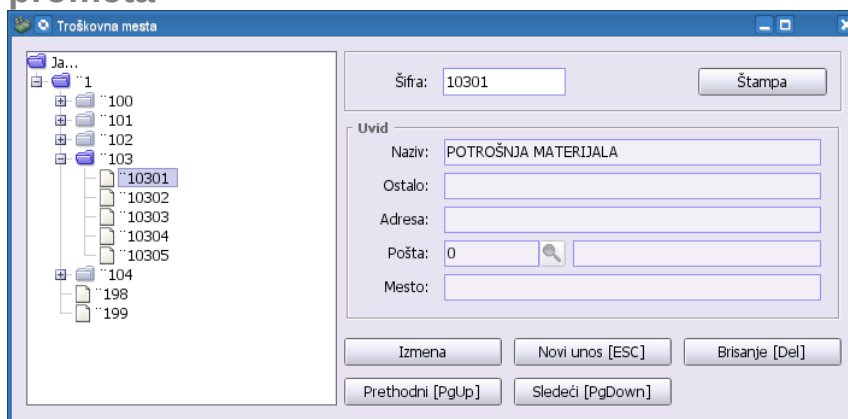 prometa
Troškovna mesta
Ja...
¨1
¨100
¨101
¨102
¨103
¨10301
¨10302
¨10303
¨10304
¨10305
¨104
¨198
¨199
Šifra: 10301 Štampa
Uvid
Naziv: POTROŠNJA MATERIJALA
Ostalo:
Adresa:
Pošta: 0
Mesto:
Izmena Novi unos [ESC] Brisanje [Del]
Prethodni [PgUp] Sledeći [PgDown]